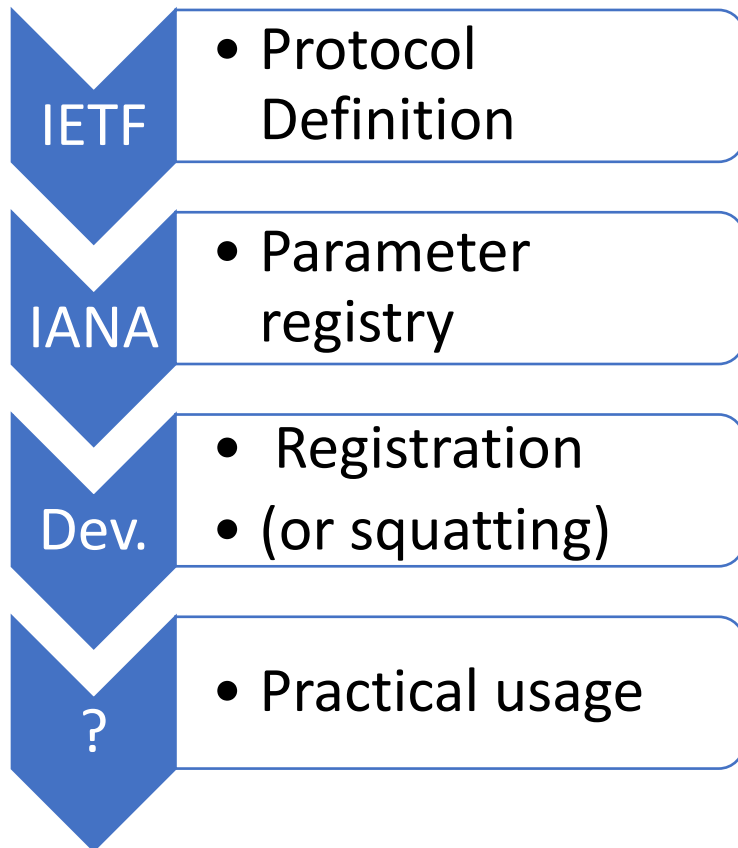 IETF
• Protocol
Definition
IANA
• Parameter
registry
Dev.
• Registration
• (or squatting)
?
• Practical usage